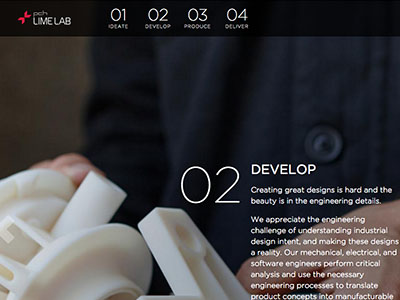 pch
LIME LAB
01
IDEATE
02
DEVELOP
03
PRODUCE
04
DELIVER
02
DEVELOP
Creating great designs is hard and the
beauty is in the engineering details.
We appreciate the engineering
challenge of understanding industrial
design intent, and making these designs
a reality. Our mechanical, electrical, and
software engineers perform critical
analysis and use the necessary
engineering processes to translate
product concepts into manufacturable